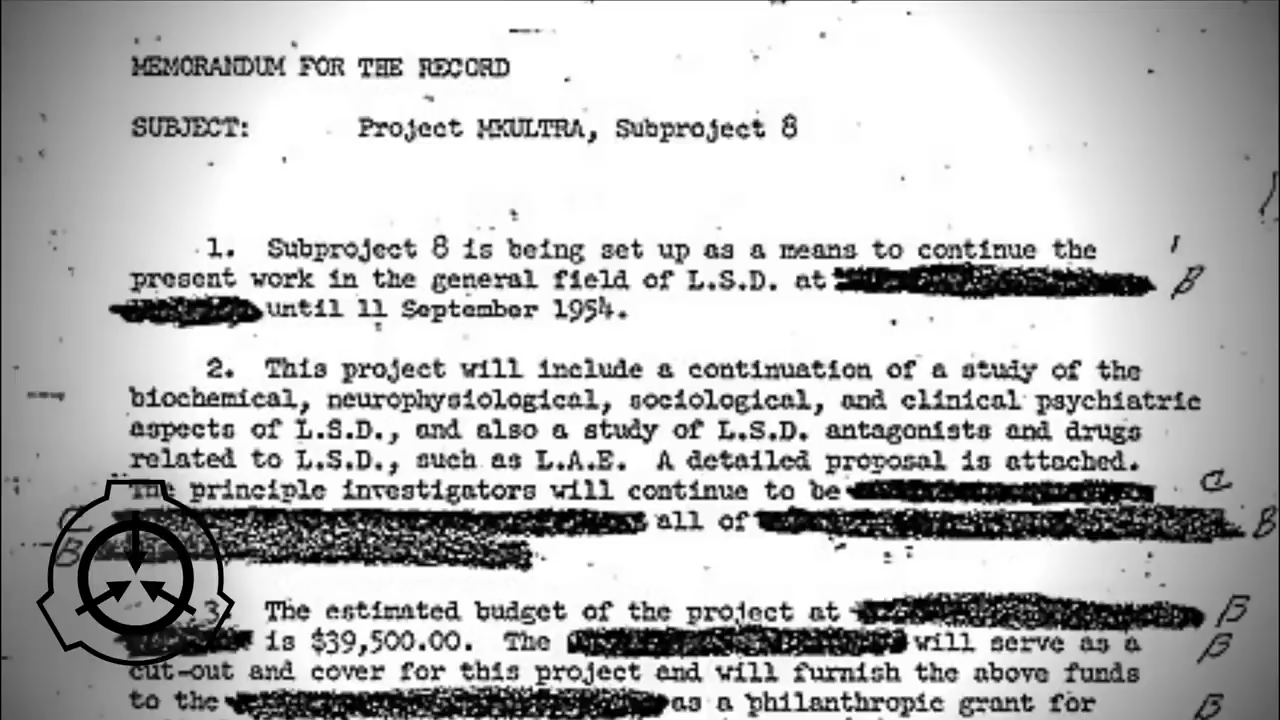 MEMORANDUM FOR THE RECORD
SUBJECT: Project MKULTRA, Subproject 8
1. Subproject 8 is being set up as a means to continue the
present work in the general field of L.S.D. at
B
until 11 September 1954.
2. This project will include a continuation of a study of the
biochemical, neurophysiological, sociological, and clinical psychiatric
aspects of L.S.D., and also a study of L.S.D. antagonists and drugs
related to L.S.D., such as L.A.E. A detailed proposal is attached.
The principle investigators will continue to be
C
C all of B
B
3. The estimated budget of the project at B
is $39,500.00. The will serve as a B
cut-out and cover for this project and will furnish the above funds
to the as a philanthropic grant for B